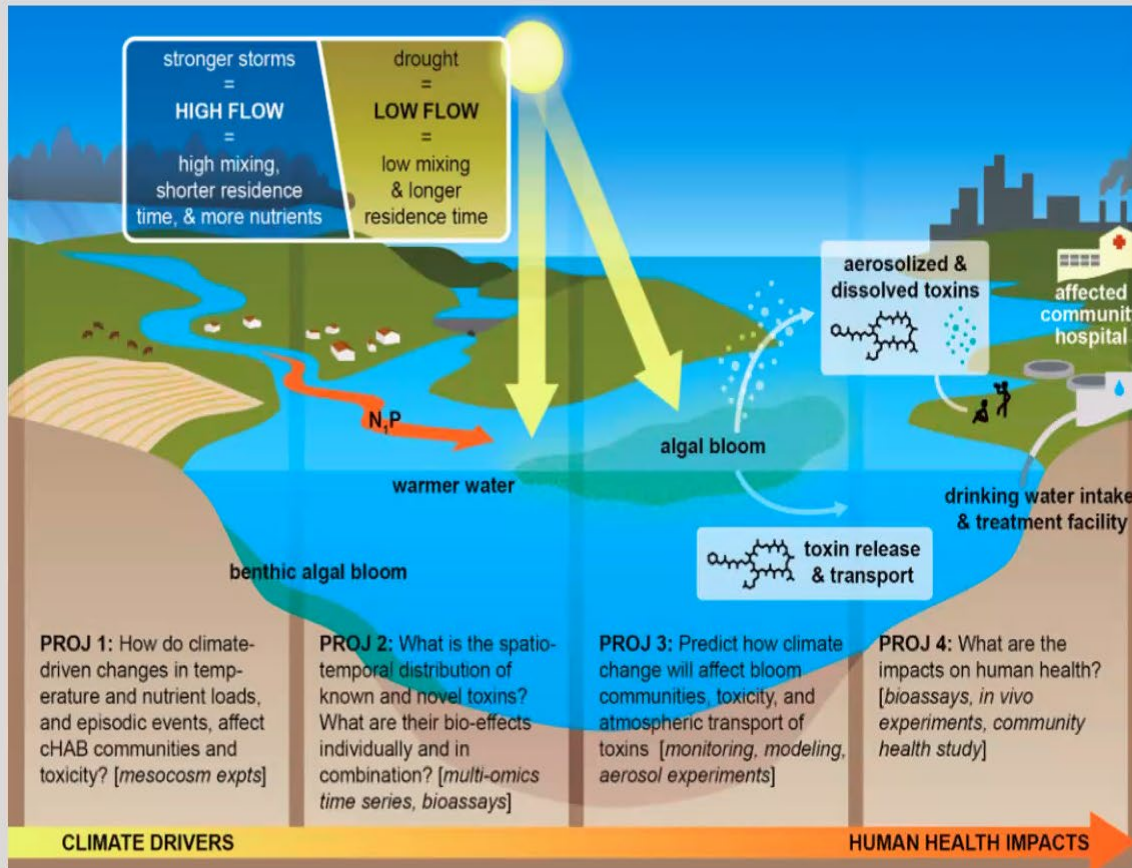 stronger storms
=
HIGH FLOW
=
high mixing,
shorter residence
time, & more nutrients
drought
=
LOW FLOW
=
low mixing
& longer
residence time
aerosolized &
dissolved toxins
affected
communit
hospital
N,P
algal bloom
warmer water
drinking water intake
& treatment facility
benthic algal bloom
toxin release
& transport
PROJ 1: How do climate-
driven changes in temp-
erature and nutrient loads,
and episodic events, affect
cHAB communities and
toxicity? [mesocosm expts]
PROJ 2: What is the spatio-
temporal distribution of
known and novel toxins?
What are their bio-effects
individually and in
combination? [multi-omics
time series, bioassays]
PROJ 3: Predict how climate
change will affect bloom
communities, toxicity, and
atmospheric transport of
toxins [monitoring, modeling,
aerosol experiments]
PROJ 4: What are the
impacts on human health?
[bioassays, in vivo
experiments, community
health study]
CLIMATE DRIVERS
HUMAN HEALTH IMPACTS